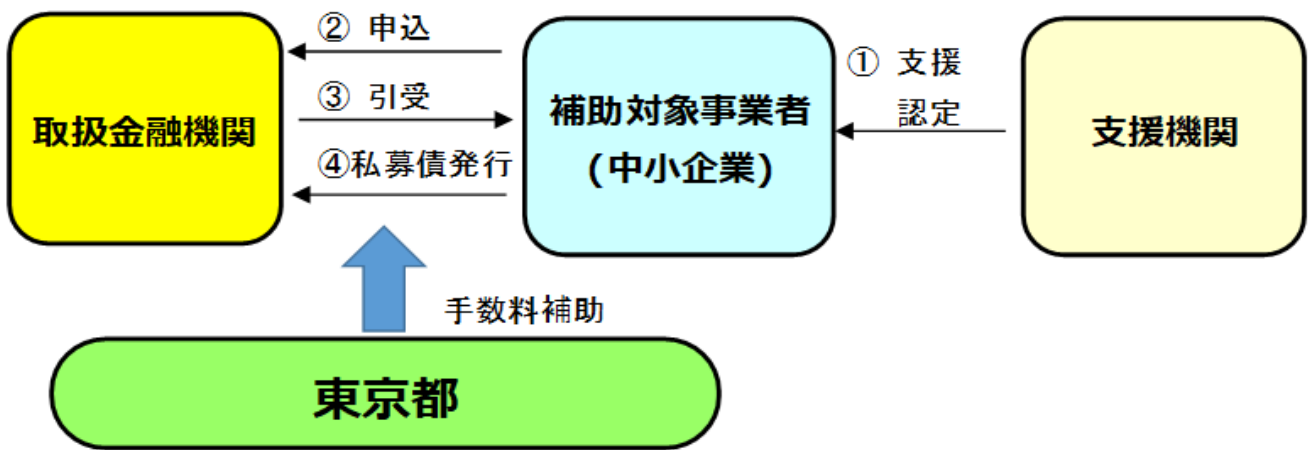 ② 申込
③ 引受
④私募債発行
取扱金融機関
補助対象事業者
(中小企業)
① 支援
認定
支援機関
手数料補助
東京都